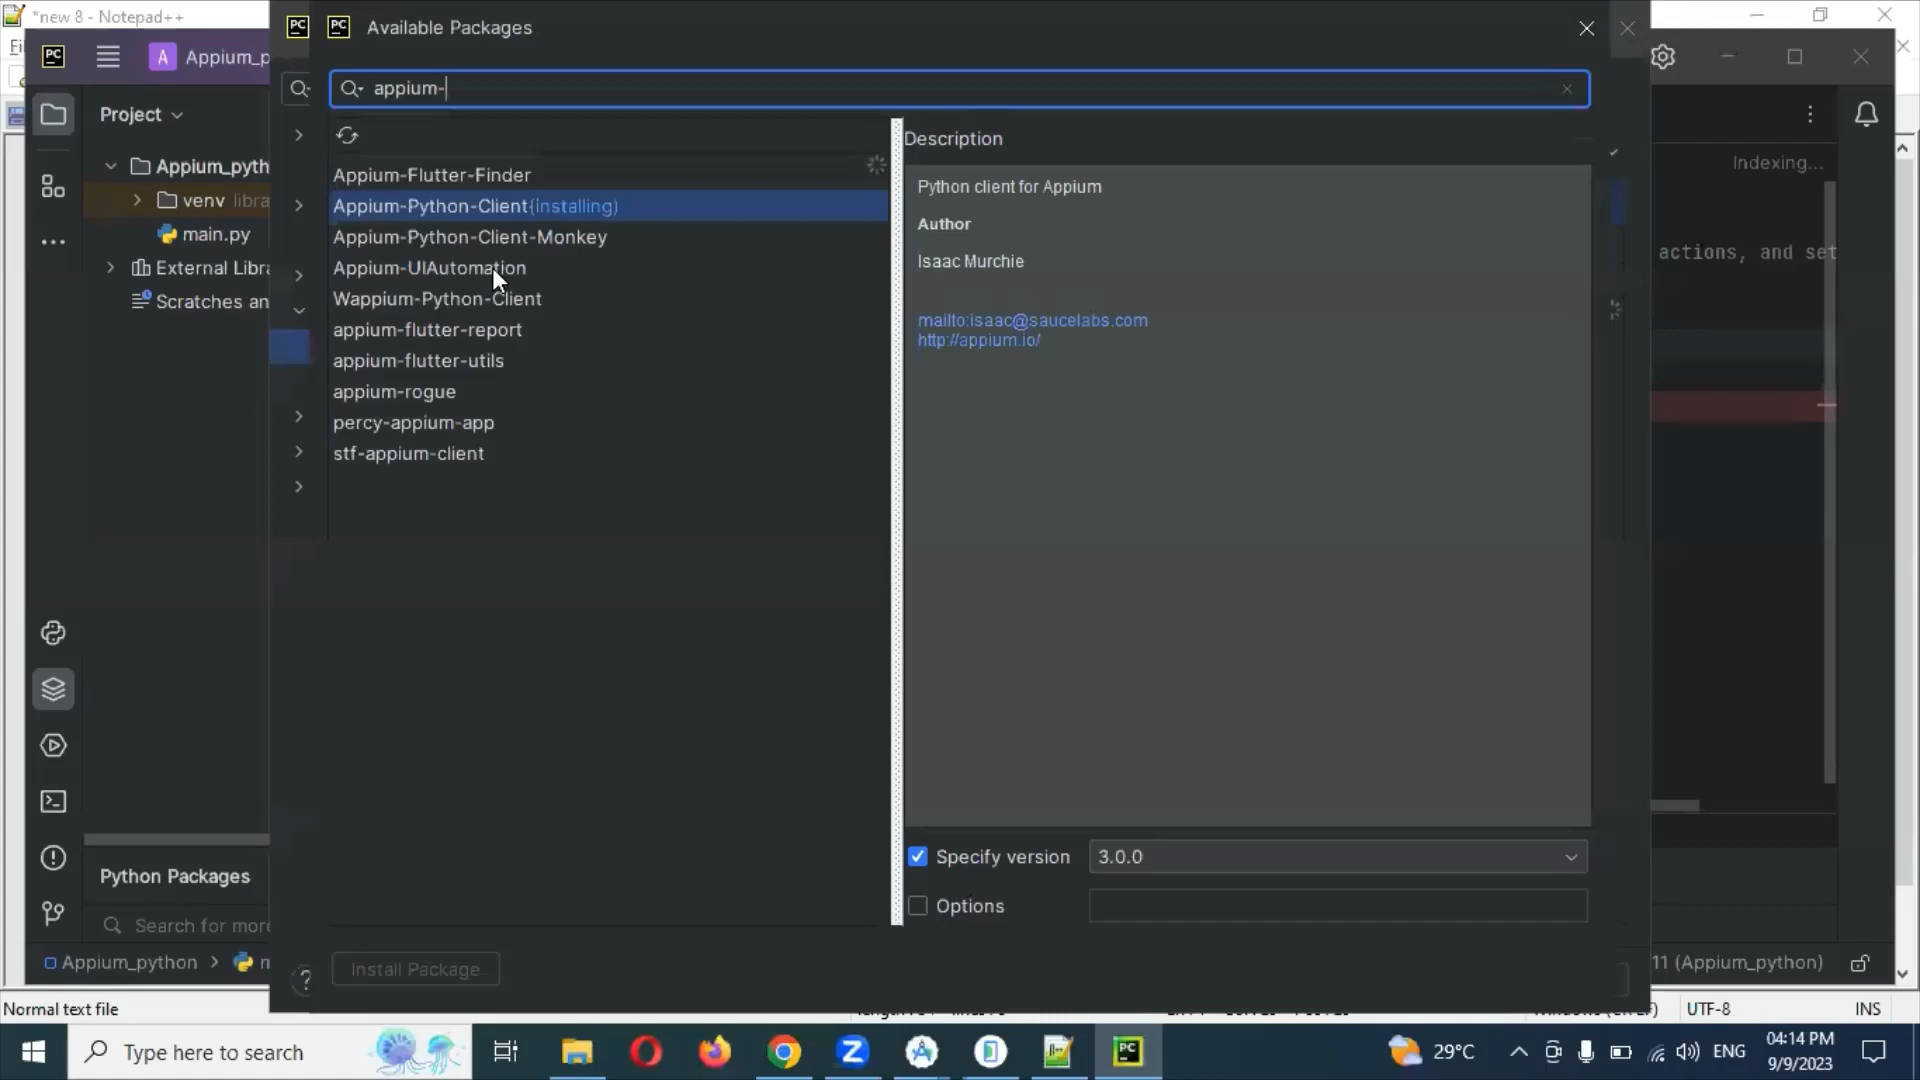 *new 8 - Notepad++
Available Packages
Appium_p
appium-
Project
Appium_pyth
venv libra
main.py
External Libra
Scratches an
Appium-Flutter-Finder
Appium-Python-Client(installing)
Appium-Python-Client-Monkey
Appium-UIAutomation
Wappium-Python-Client
appium-flutter-report
appium-flutter-utils
appium-rogue
percy-appium-app
stf-appium-client
Description
Python client for Appium
Author
Isaac Murchie
mailto:isaac@saucelabs.com
http://appium.io/
Indexing...
actions, and set
Specify version 3.0.0
Options
Python Packages
Search for more
Install Package
Appium_python > m
11 (Appium_python)
Normal text file
UTF-8
INS
Type here to search
29°C
ENG
04:14 PM
9/9/2023